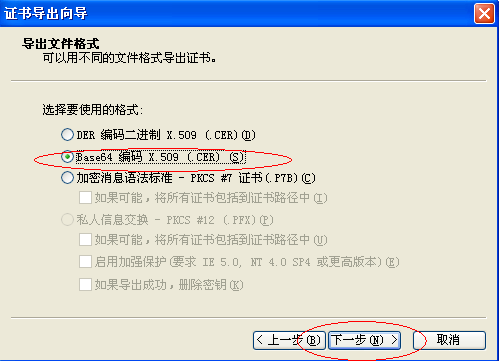 证书导出向导
导出文件格式
可以用不同的文件格式导出证书。
选择要使用的格式:
DER 编码二进制 X.509 (.CER)(D)
Base64 编码 X.509 (.CER) (S)
加密消息语法标准 - PKCS #7 证书(.P7B)(C)
如果可能，将所有证书包括到证书路径中(I)
私人信息交换 - PKCS #12 (.PFX)(P)
如果可能，将所有证书包括到证书路径中(U)
启用加强保护(要求 IE 5.0, NT 4.0 SP4 或更高版本)(E)
如果导出成功，删除密钥(K)
< 上一步(B) 下一步(N) > 取消